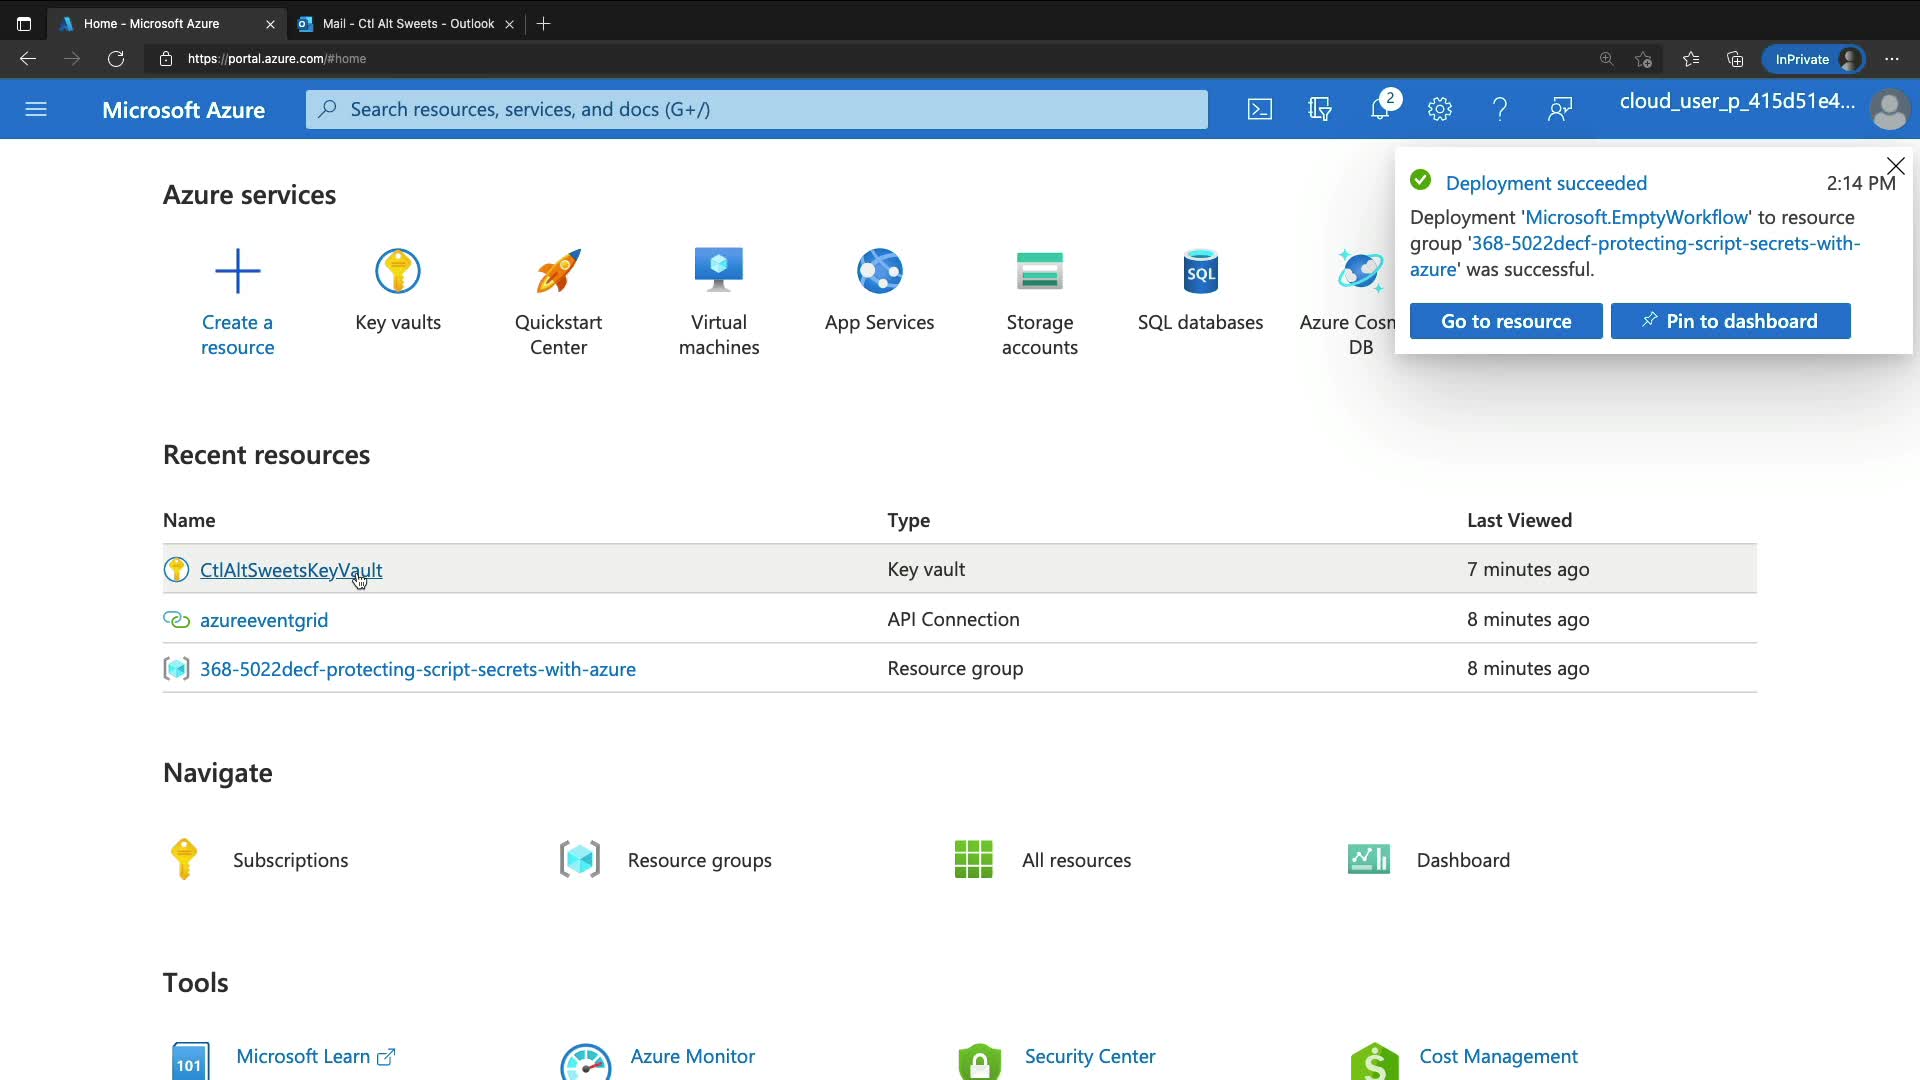 Home - Microsoft Azure
Mail - Ctl Alt Sweets - Outlook
https://portal.azure.com/#home
InPrivate
Microsoft Azure
Search resources, services, and docs (G+/)
2
cloud_user_p_415d51e4...
Deployment succeeded
2:14 PM
Deployment 'Microsoft.EmptyWorkflow' to resource
group '368-5022decf-protecting-script-secrets-with-
azure' was successful.
Go to resource
Pin to dashboard
Azure services
Create a
resource
Key vaults
Quickstart
Center
Virtual
machines
App Services
Storage
accounts
SQL
SQL databases
Azure Cosm
DB
Recent resources
Name
Type
Last Viewed
CtlAltSweetsKeyVault
Key vault
7 minutes ago
azureeventgrid
API Connection
8 minutes ago
368-5022decf-protecting-script-secrets-with-azure
Resource group
8 minutes ago
Navigate
Subscriptions
Resource groups
All resources
Dashboard
Tools
101
Microsoft Learn
Azure Monitor
Security Center
$
Cost Management